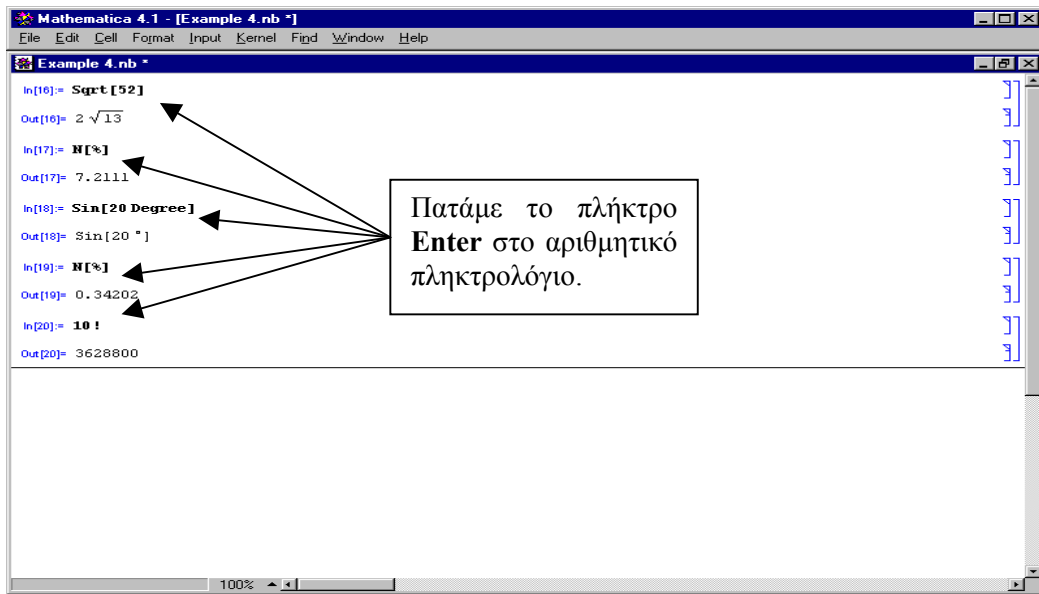 Mathematica 4.1 - [Example 4.nb *]
File Edit Cell Format Input Kernel Find Window Help
Example 4.nb *
In[16]:= Sqrt[52]
Out[16]= 2 √13
In[17]:= N[%]
Out[17]= 7.2111
In[18]:= Sin[20 Degree]
Out[18]= Sin[20 °]
In[19]:= N[%]
Out[19]= 0.34202
In[20]:= 10 !
Out[20]= 3628800
Πατάμε το πλήκτρο
Enter στο αριθμητικό
πληκτρολόγιο.
100%